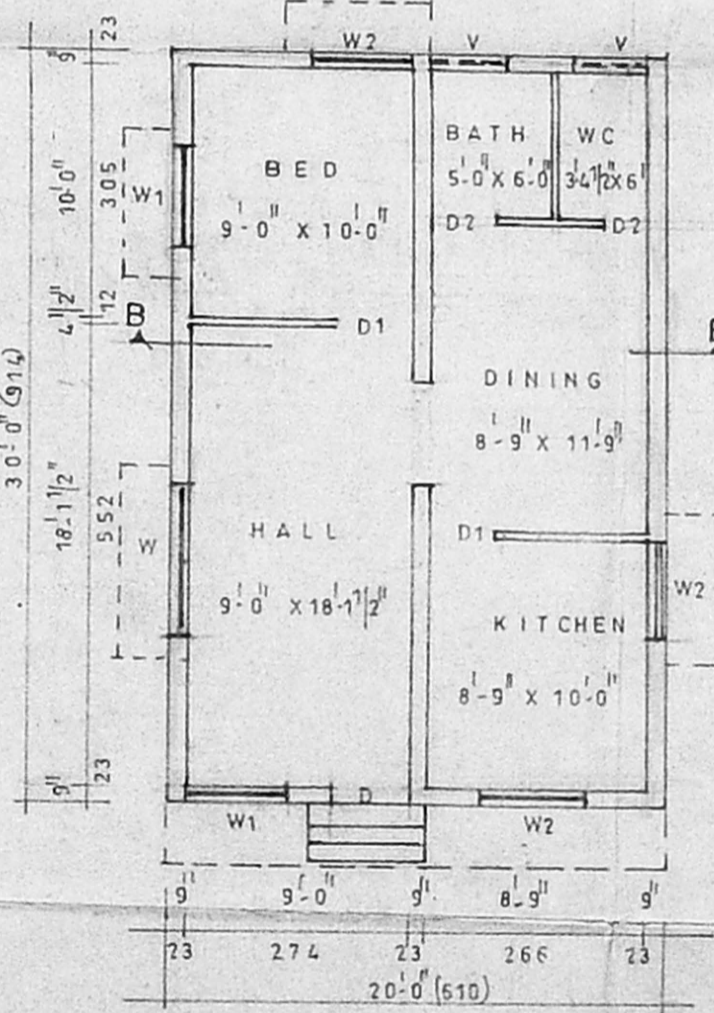 23
W2
V
V
9"
BED
BATH
WC
10'-0"
305
W1
9'-0" X 10'-0"
5'-0" X 6'-0"
3'-4 1/2" X 6'
D2
D2
4 1/2"
12
B
D1
DINING
8'-9" X 11'-9"
30'-0" (914)
18'-1 1/2"
552
W
HALL
9'-0" X 18'-1 1/2"
D1
W2
KITCHEN
8'-9" X 10'-0"
9"
23
W1
D
W2
9"
9'-0"
9"
8'-9"
9"
23
274
23
266
23
20'-0" (610)